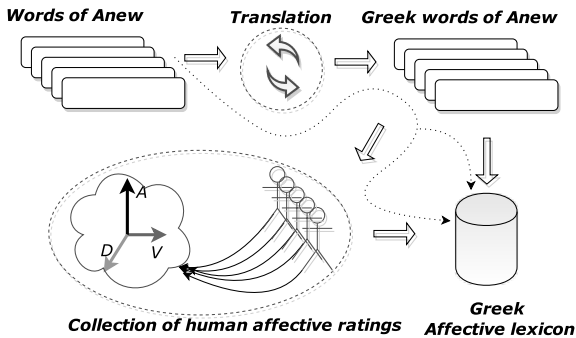 Words of Anew
Translation
Greek words of Anew
A
D
V
Collection of human affective ratings
Greek
Affective lexicon